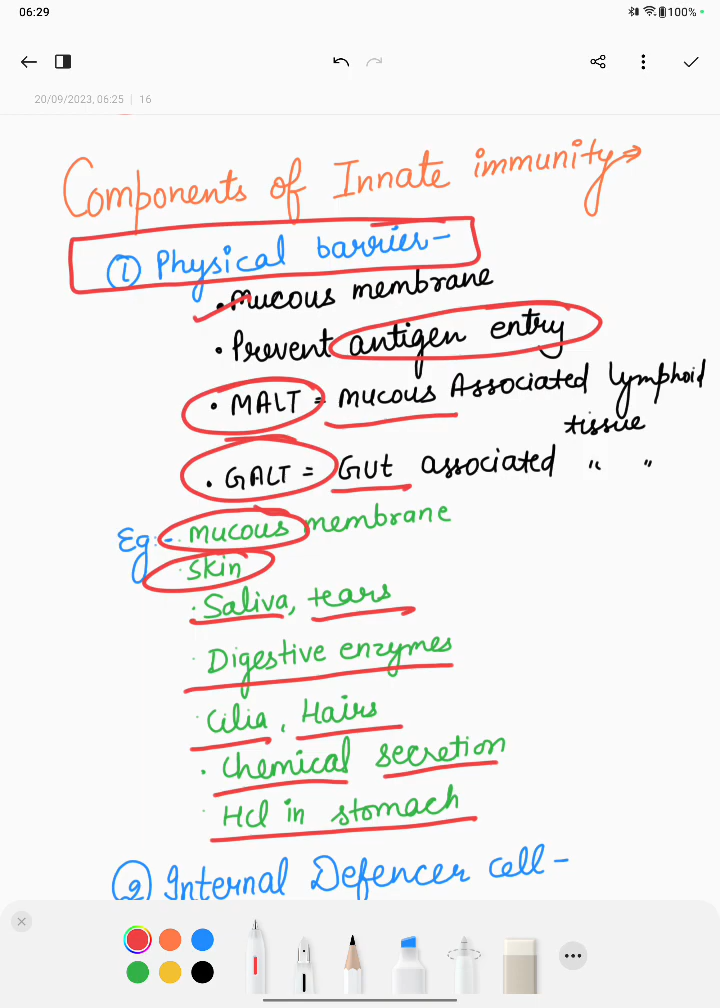 06:29
100%
20/09/2023, 06:25 | 16
Components of Innate immunity→
① Physical barrier-
• Mucous membrane
• Prevent antigen entry
• MALT = Mucous Associated lymphoid
tissue
• GALT = Gut associated " "
Eg:- mucous membrane
• skin
• Saliva, tears
• Digestive enzymes
• Cilia, Hairs
• Chemical secretion
• Hcl in stomach
② Internal Defencer cell-